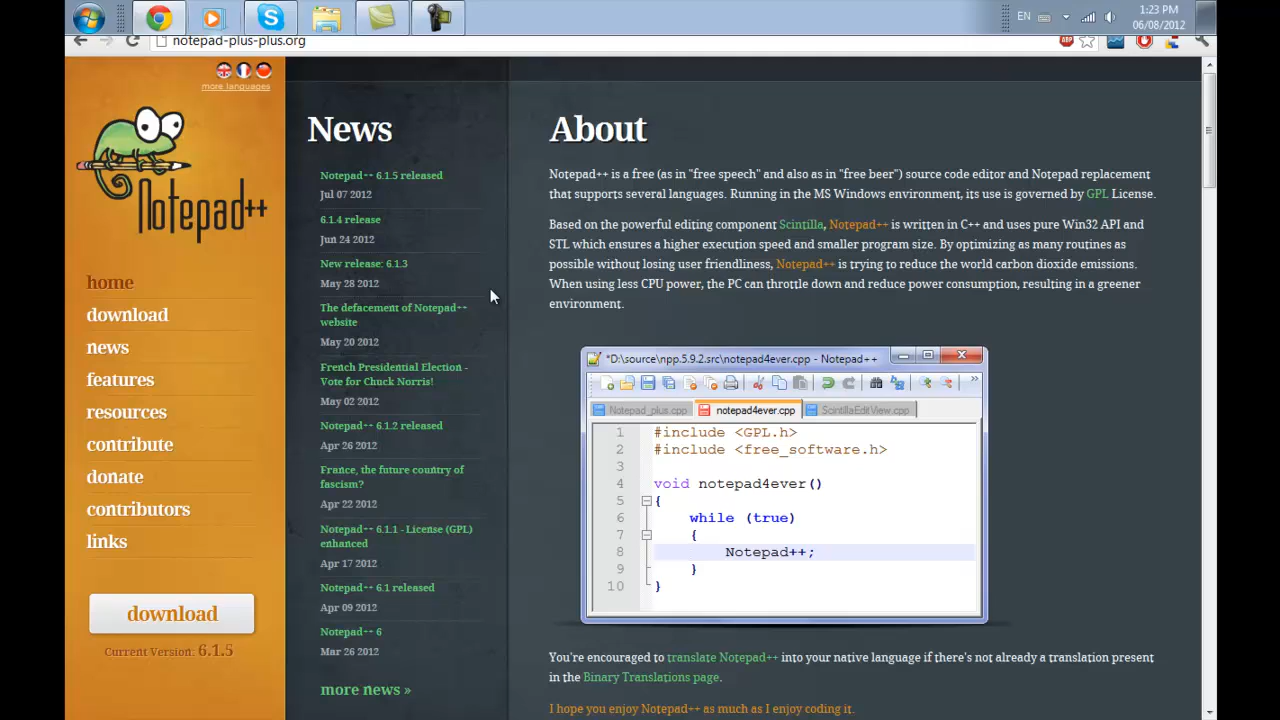 EN
1:23 PM
06/08/2012
notepad-plus-plus.org
ABP
more languages
Notepad++
home
download
news
features
resources
contribute
donate
contributors
links
download
Current Version: 6.1.5
News
Notepad++ 6.1.5 released
Jul 07 2012
6.1.4 release
Jun 24 2012
New release: 6.1.3
May 28 2012
The defacement of Notepad++
website
May 20 2012
French Presidential Election -
Vote for Chuck Norris!
May 02 2012
Notepad++ 6.1.2 released
Apr 26 2012
France, the future country of
fascism?
Apr 22 2012
Notepad++ 6.1.1 - License (GPL)
enhanced
Apr 17 2012
Notepad++ 6.1 released
Apr 09 2012
Notepad++ 6
Mar 26 2012
more news »
About
Notepad++ is a free (as in "free speech" and also as in "free beer") source code editor and Notepad replacement
that supports several languages. Running in the MS Windows environment, its use is governed by GPL License.
Based on the powerful editing component Scintilla, Notepad++ is written in C++ and uses pure Win32 API and
STL which ensures a higher execution speed and smaller program size. By optimizing as many routines as
possible without losing user friendliness, Notepad++ is trying to reduce the world carbon dioxide emissions.
When using less CPU power, the PC can throttle down and reduce power consumption, resulting in a greener
environment.
*D:\source\npp.5.9.2.src\notepad4ever.cpp - Notepad++
Notepad_plus.cpp
notepad4ever.cpp
ScintillaEditView.cpp
1 #include <GPL.h>
2 #include <free_software.h>
3
4 void notepad4ever()
5 {
6 while (true)
7 {
8 Notepad++;
9 }
10 }
You're encouraged to translate Notepad++ into your native language if there's not already a translation present
in the Binary Translations page.
I hope you enjoy Notepad++ as much as I enjoy coding it.